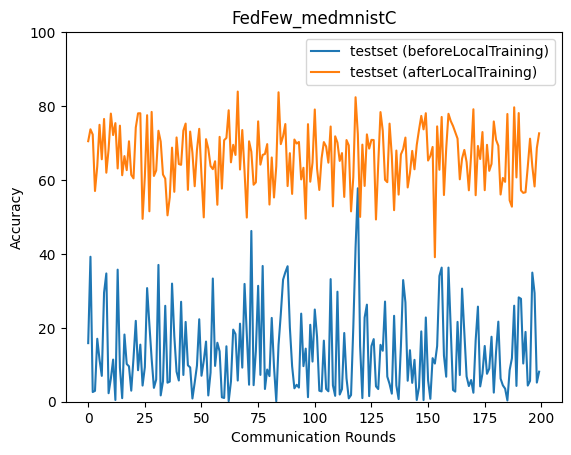 FedFew_medmnistC
testset (beforeLocalTraining)
testset (afterLocalTraining)
Accuracy
100
80
60
40
20
0
0 25 50 75 100 125 150 175 200
Communication Rounds